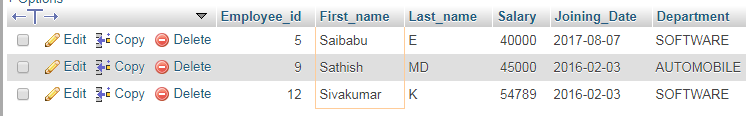 Employee_id First_name Last_name Salary Joining_Date Department
Edit Copy Delete 5 Saibabu E 40000 2017-08-07 SOFTWARE
Edit Copy Delete 9 Sathish MD 45000 2016-02-03 AUTOMOBILE
Edit Copy Delete 12 Sivakumar K 54789 2016-02-03 SOFTWARE